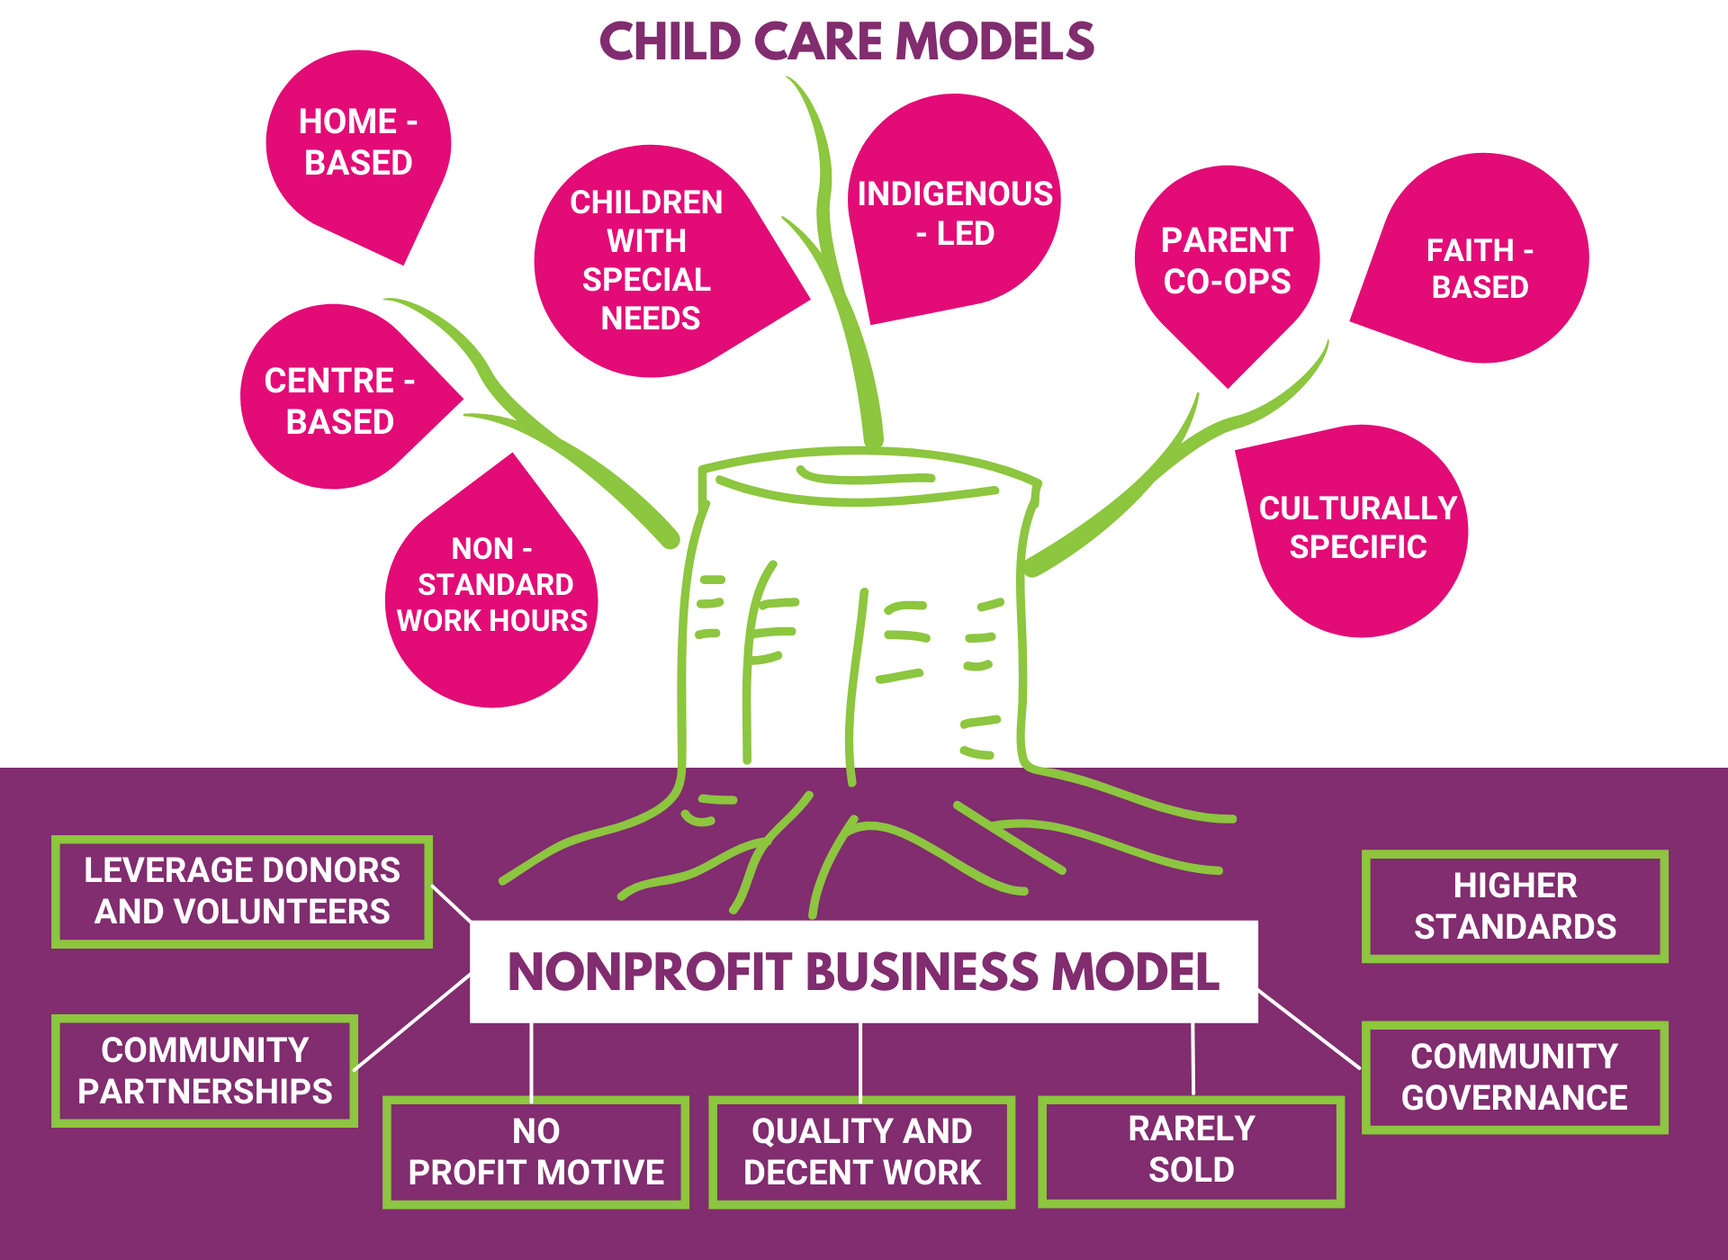 CHILD CARE MODELS
HOME -
BASED
CHILDREN
WITH
SPECIAL
NEEDS
INDIGENOUS
- LED
PARENT
CO-OPS
FAITH -
BASED
CENTRE -
BASED
NON -
STANDARD
WORK HOURS
CULTURALLY
SPECIFIC
LEVERAGE DONORS
AND VOLUNTEERS
HIGHER
STANDARDS
NONPROFIT BUSINESS MODEL
COMMUNITY
PARTNERSHIPS
COMMUNITY
GOVERNANCE
NO
PROFIT MOTIVE
QUALITY AND
DECENT WORK
RARELY
SOLD